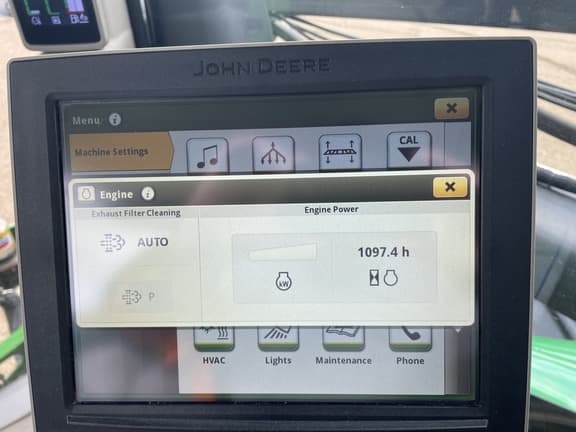 JOHN DEERE
Menu
Machine Settings
CAL
Engine
Exhaust Filter Cleaning
Engine Power
AUTO
1097.4 h
kW
P
HVAC
Lights
Maintenance
Phone